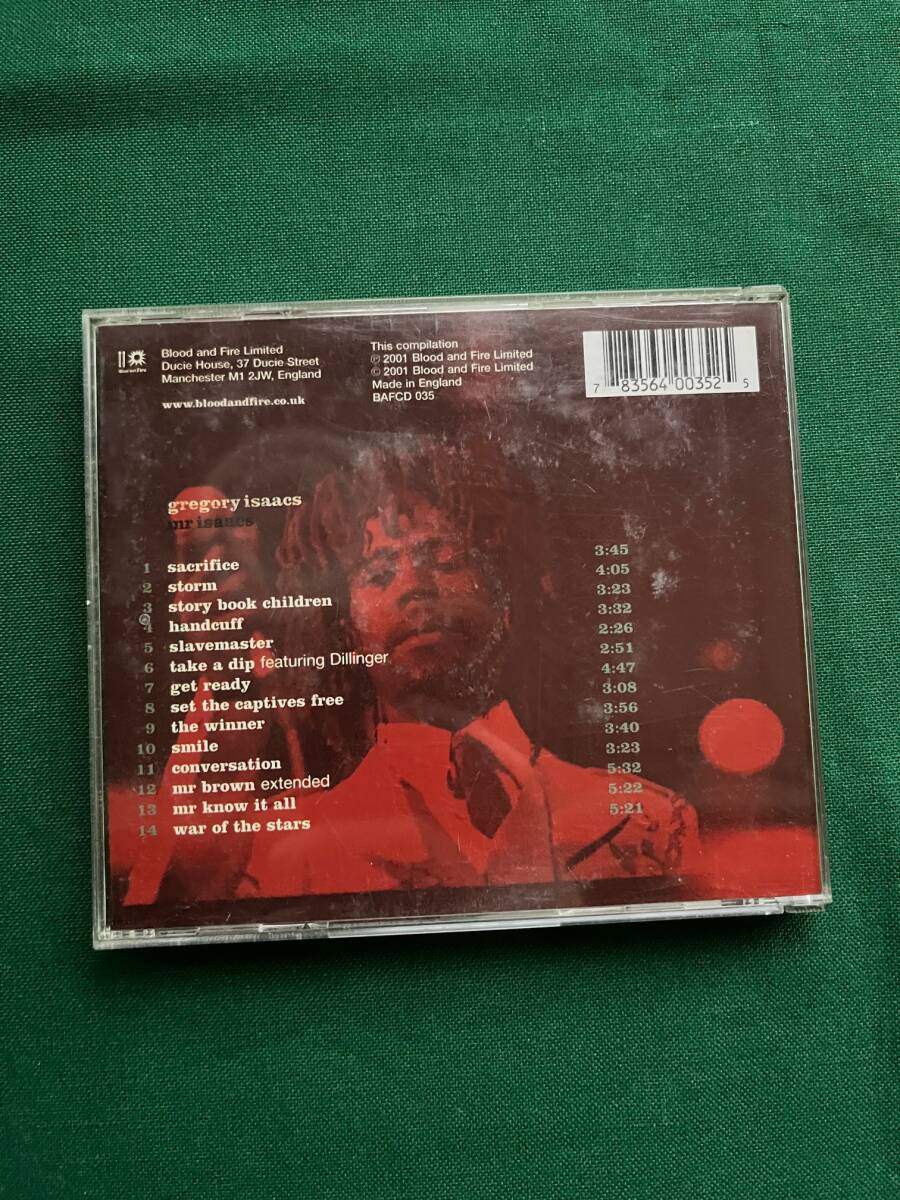 Blood and Fire Limited
Ducie House, 37 Ducie Street
Manchester M1 2JW, England
www.bloodandfire.co.uk
This compilation
℗ 2001 Blood and Fire Limited
© 2001 Blood and Fire Limited
Made in England
BAFCD 035
7 83564 00352 5
gregory isaacs
mr isaacs
1 sacrifice 3:45
2 storm 4:05
3 story book children 3:23
4 handcuff 3:32
5 slavemaster 2:26
6 take a dip featuring Dillinger 2:51
7 get ready 4:47
8 set the captives free 3:08
9 the winner 3:56
10 smile 3:40
11 conversation 3:23
12 mr brown extended 5:32
13 mr know it all 5:22
14 war of the stars 5:21